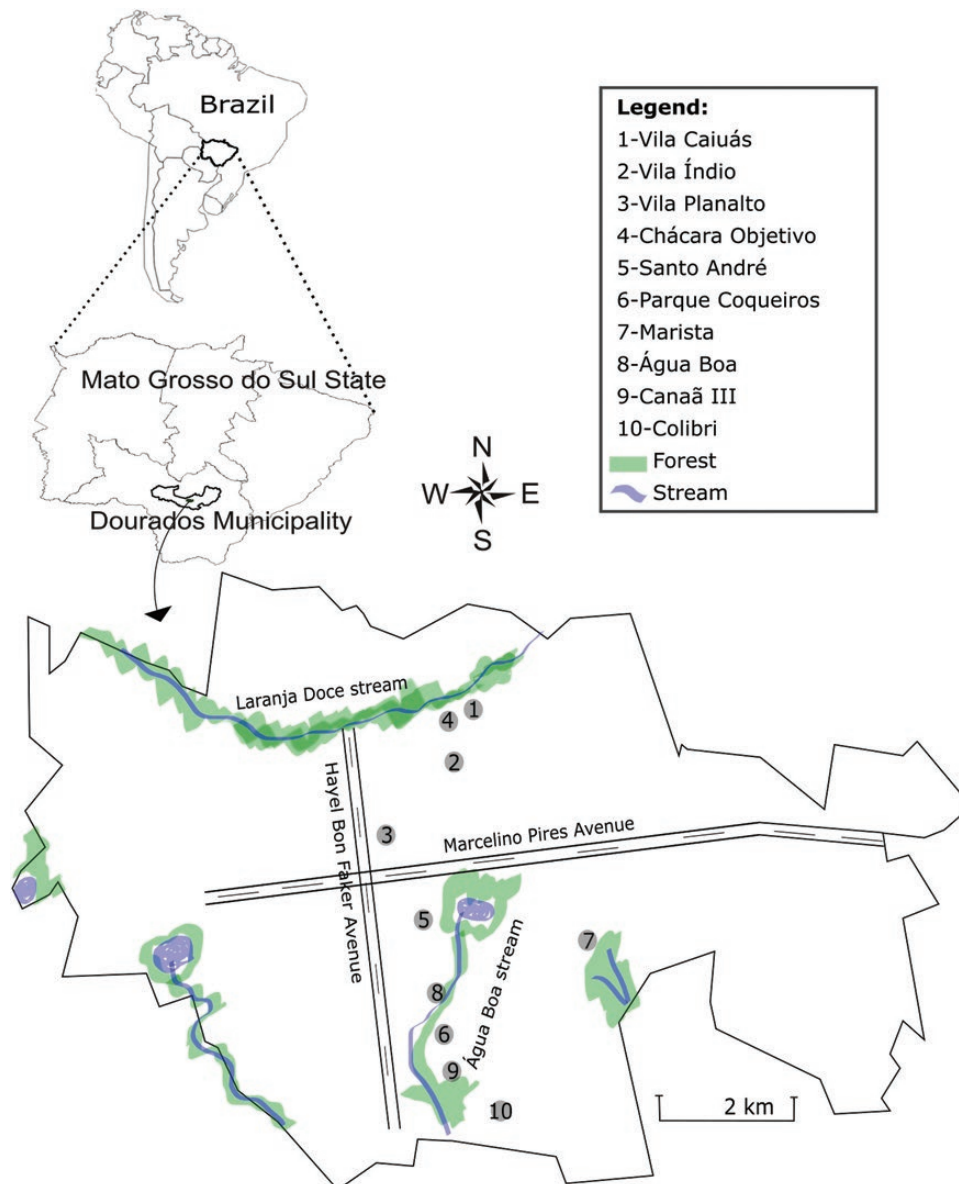 Brazil
Mato Grosso do Sul State
Dourados Municipality
N
W E
S
Legend:
1-Vila Caiuás
2-Vila Índio
3-Vila Planalto
4-Chácara Objetivo
5-Santo André
6-Parque Coqueiros
7-Marista
8-Água Boa
9-Canaã III
10-Colibri
Forest
Stream
Laranja Doce stream
4
1
2
Hayel Bon Faker Avenue
3
Marcelino Pires Avenue
5
7
Água Boa stream
8
6
9
10
2 km